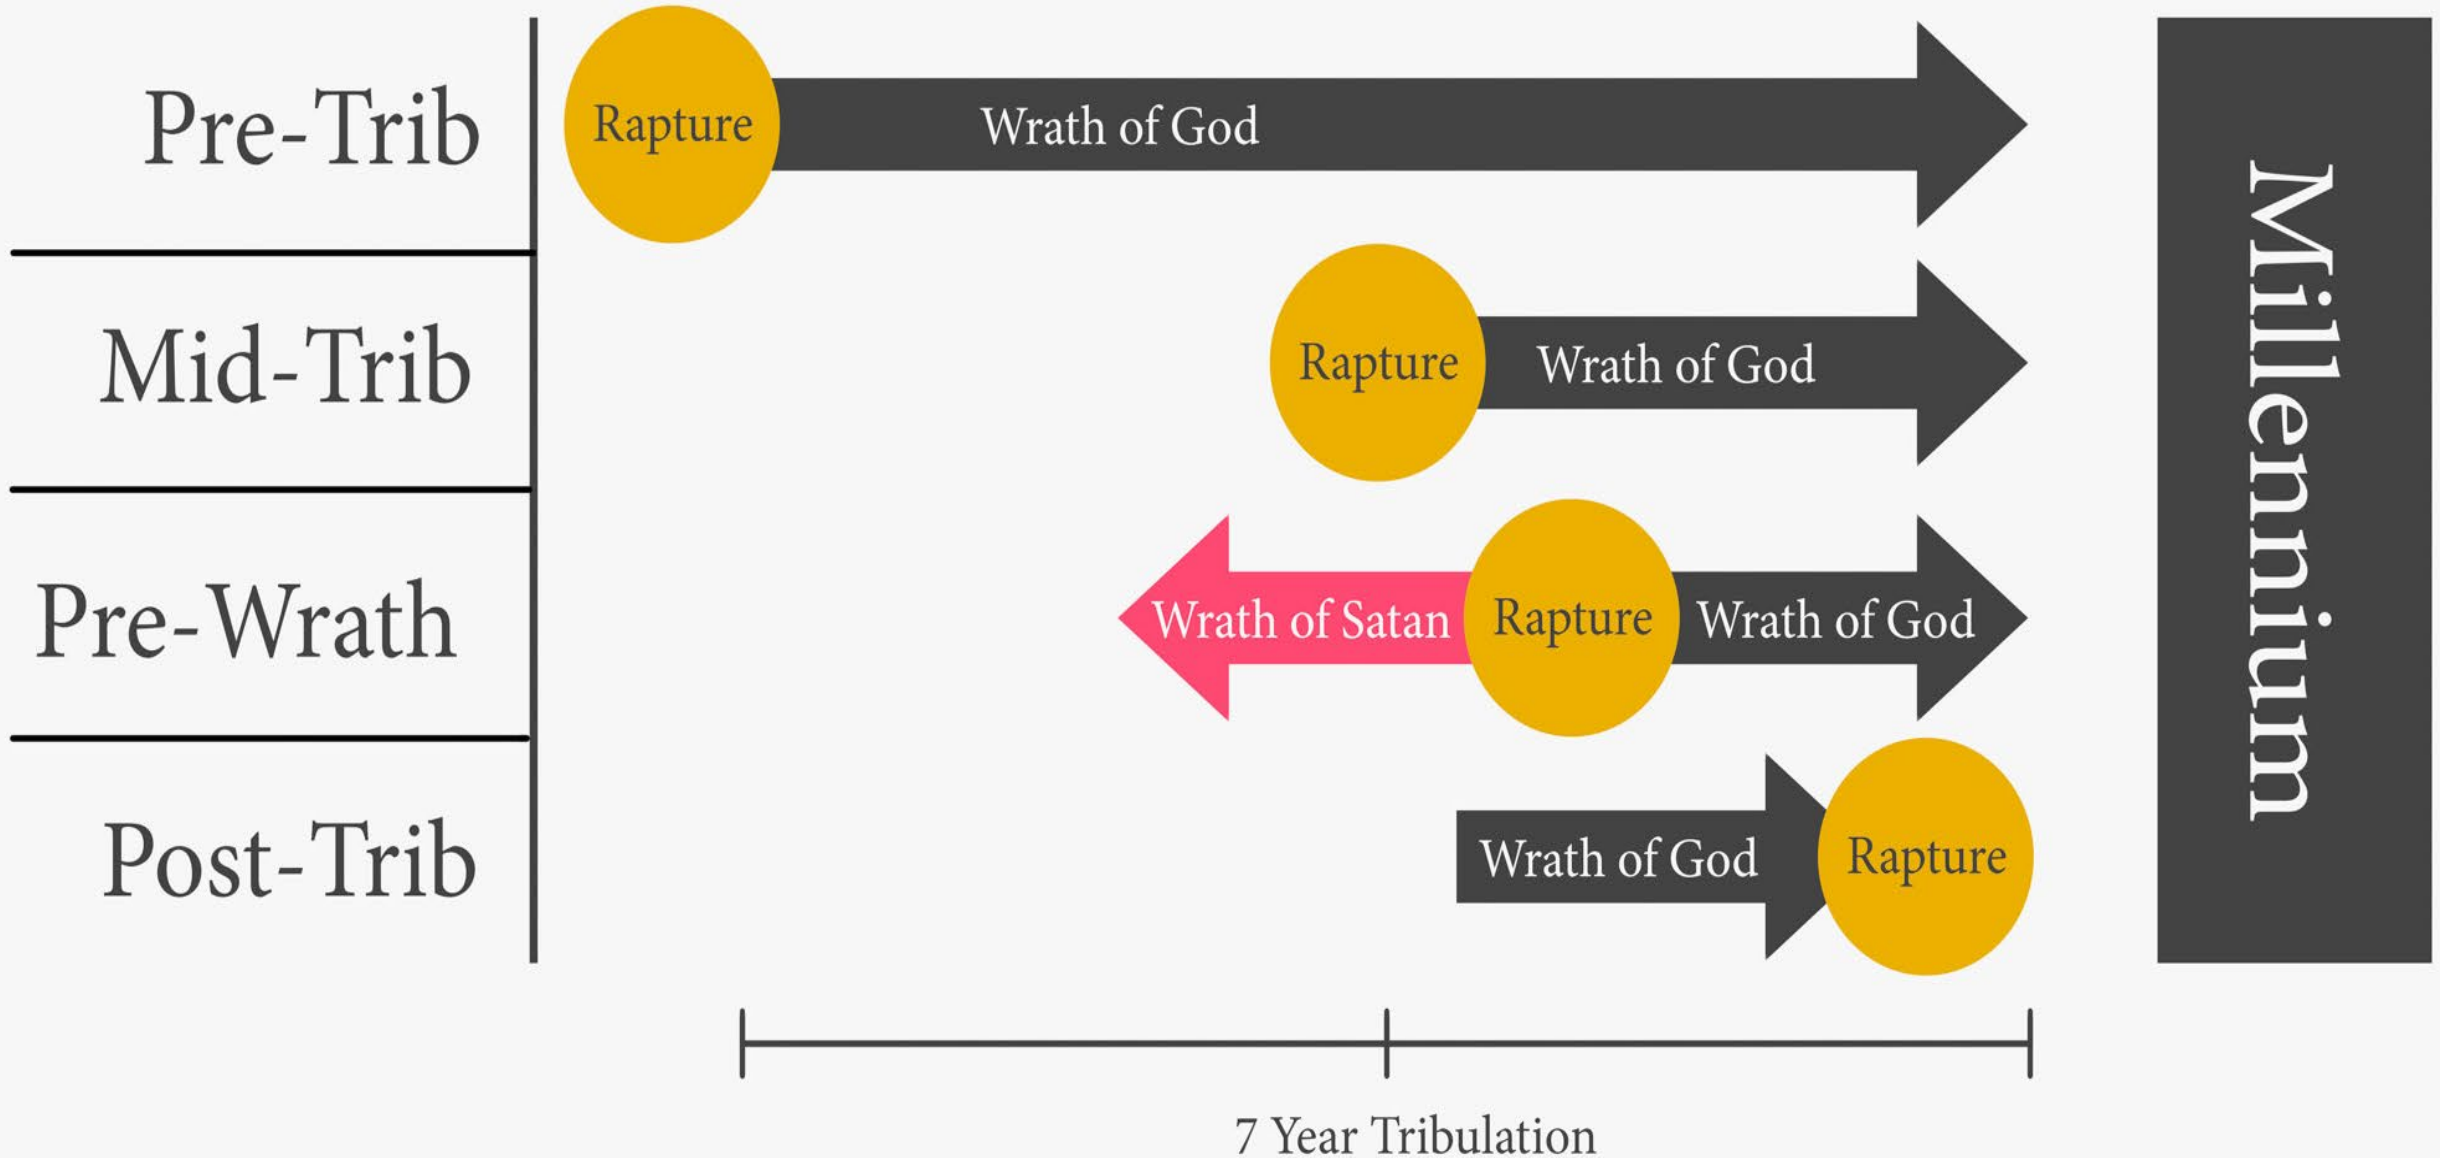 Pre-Trib
Rapture
Wrath of God
Mid-Trib
Rapture
Wrath of God
Pre-Wrath
Wrath of Satan
Rapture
Wrath of God
Post-Trib
Wrath of God
Rapture
Millennium
7 Year Tribulation